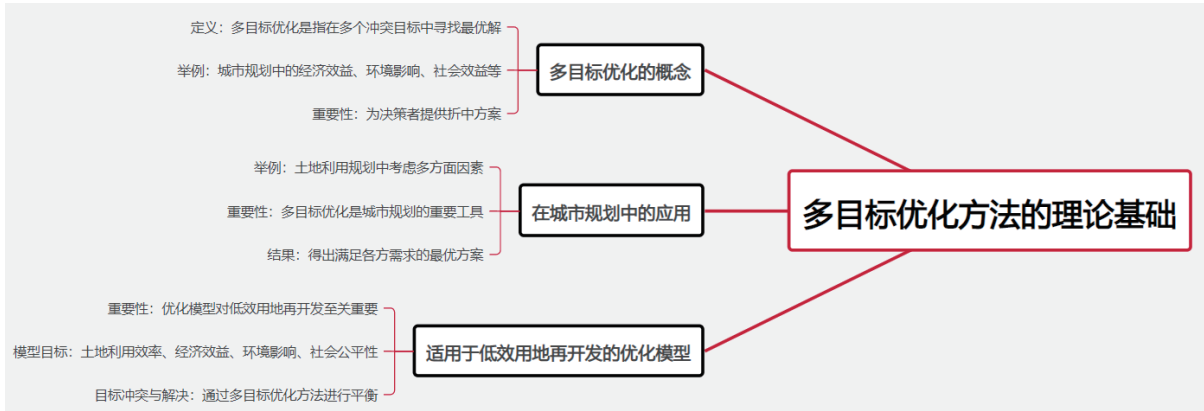 多目标优化方法的理论基础
多目标优化的概念
定义：多目标优化是指在多个冲突目标中寻找最优解
举例：城市规划中的经济效益、环境影响、社会效益等
重要性：为决策者提供折中方案
在城市规划中的应用
举例：土地利用规划中考虑多方面因素
重要性：多目标优化是城市规划的重要工具
结果：得出满足各方需求的最优方案
适用于低效用地再开发的优化模型
重要性：优化模型对低效用地再开发至关重要
模型目标：土地利用效率、经济效益、环境影响、社会公平性
目标冲突与解决：通过多目标优化方法进行平衡